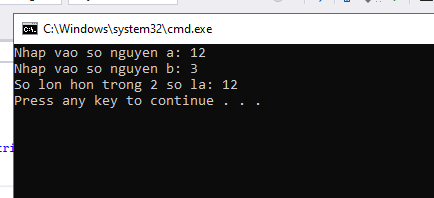 C:\Windows\system32\cmd.exe
Nhap vao so nguyen a: 12
Nhap vao so nguyen b: 3
So lon hon trong 2 so la: 12
Press any key to continue . . .
tri